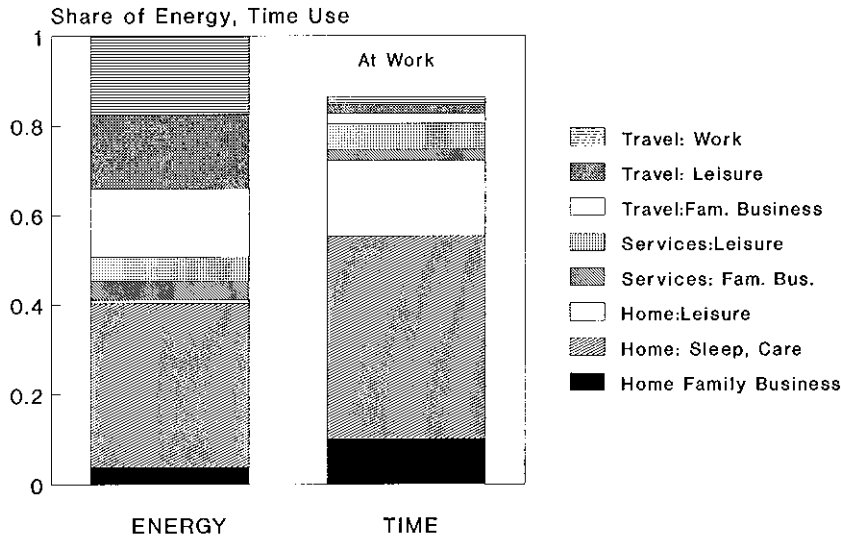 Share of Energy, Time Use
1
0.8
0.6
0.4
0.2
0
At Work
ENERGY
TIME
Travel: Work
Travel: Leisure
Travel:Fam. Business
Services:Leisure
Services: Fam. Bus.
Home:Leisure
Home: Sleep, Care
Home Family Business